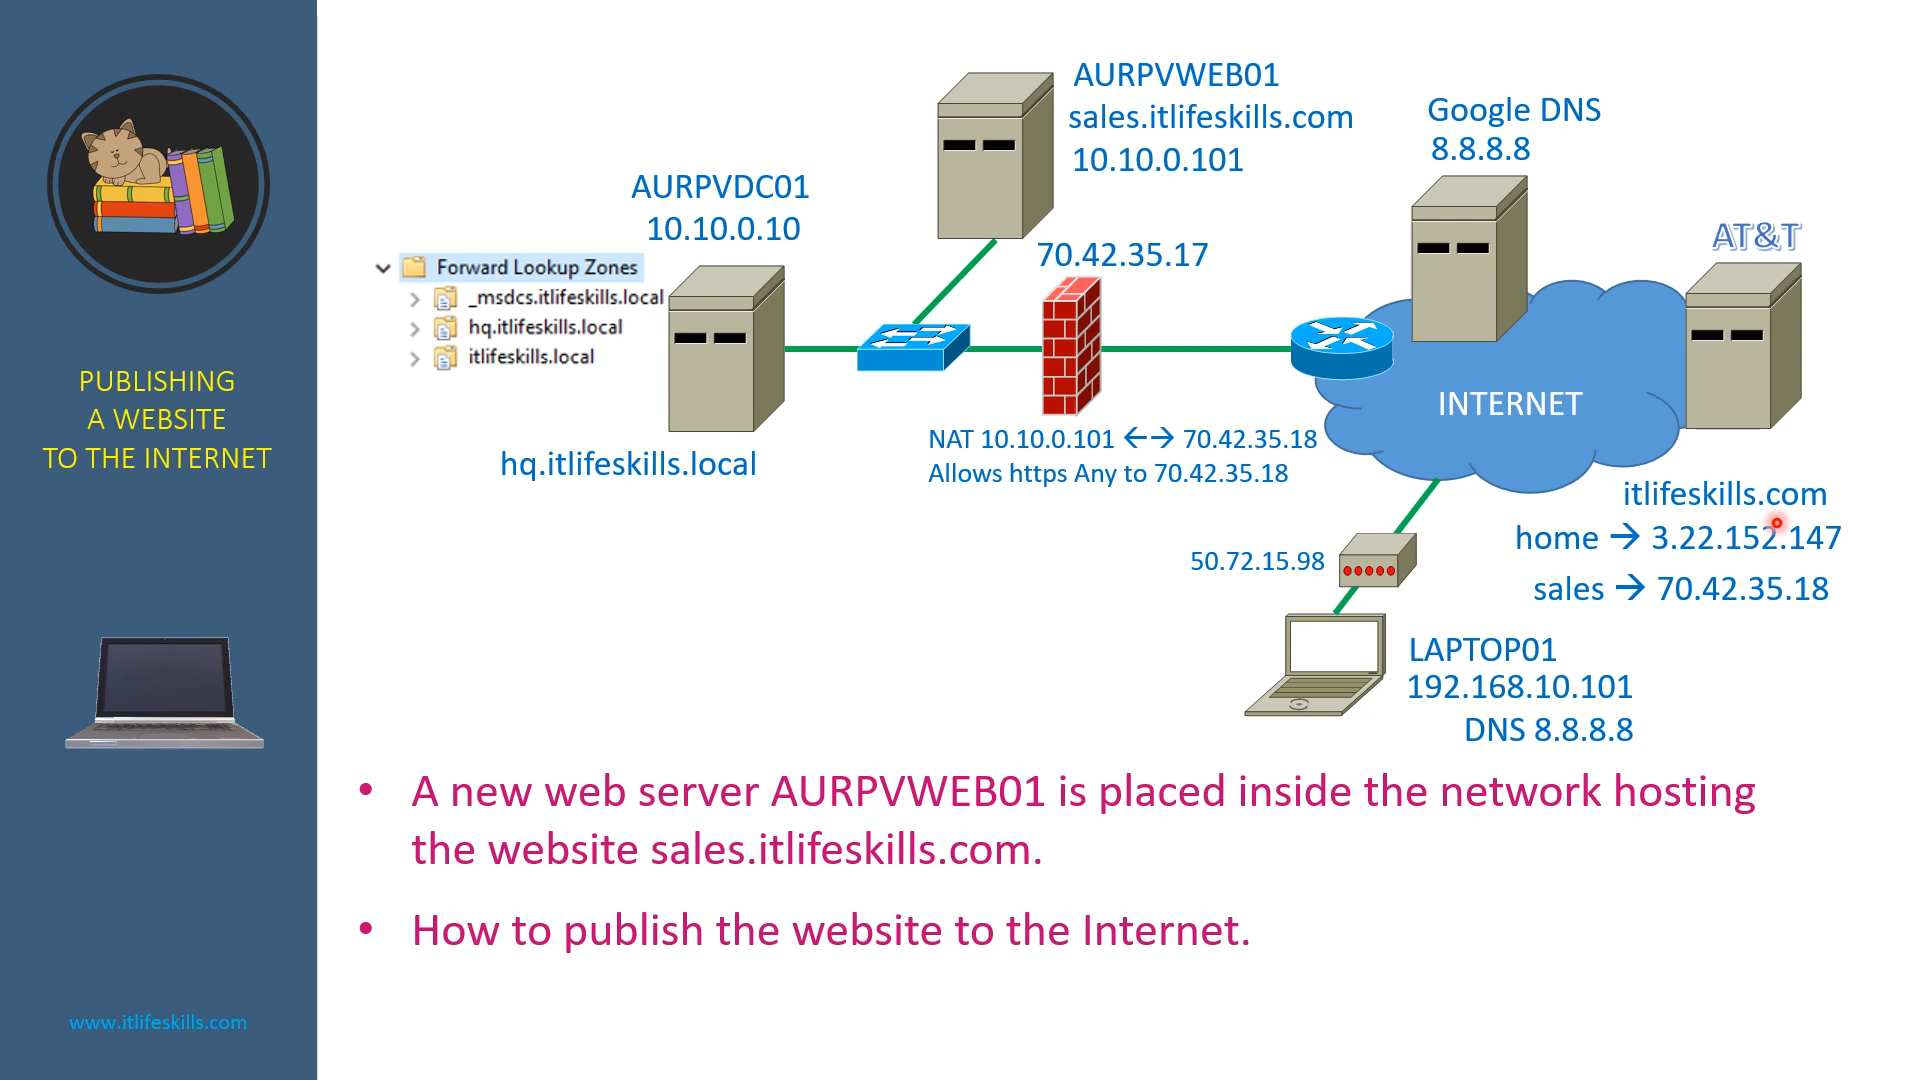 PUBLISHING
A WEBSITE
TO THE INTERNET
www.itlifeskills.com
AURPVWEB01
sales.itlifeskills.com
10.10.0.101
Google DNS
8.8.8.8
AURPVDC01
10.10.0.10
AT&T
70.42.35.17
Forward Lookup Zones
_msdcs.itlifeskills.local
hq.itlifeskills.local
itlifeskills.local
INTERNET
hq.itlifeskills.local
NAT 10.10.0.101 ←→ 70.42.35.18
Allows https Any to 70.42.35.18
itlifeskills.com
home → 3.22.152.147
sales → 70.42.35.18
50.72.15.98
LAPTOP01
192.168.10.101
DNS 8.8.8.8
• A new web server AURPVWEB01 is placed inside the network hosting
the website sales.itlifeskills.com.
• How to publish the website to the Internet.